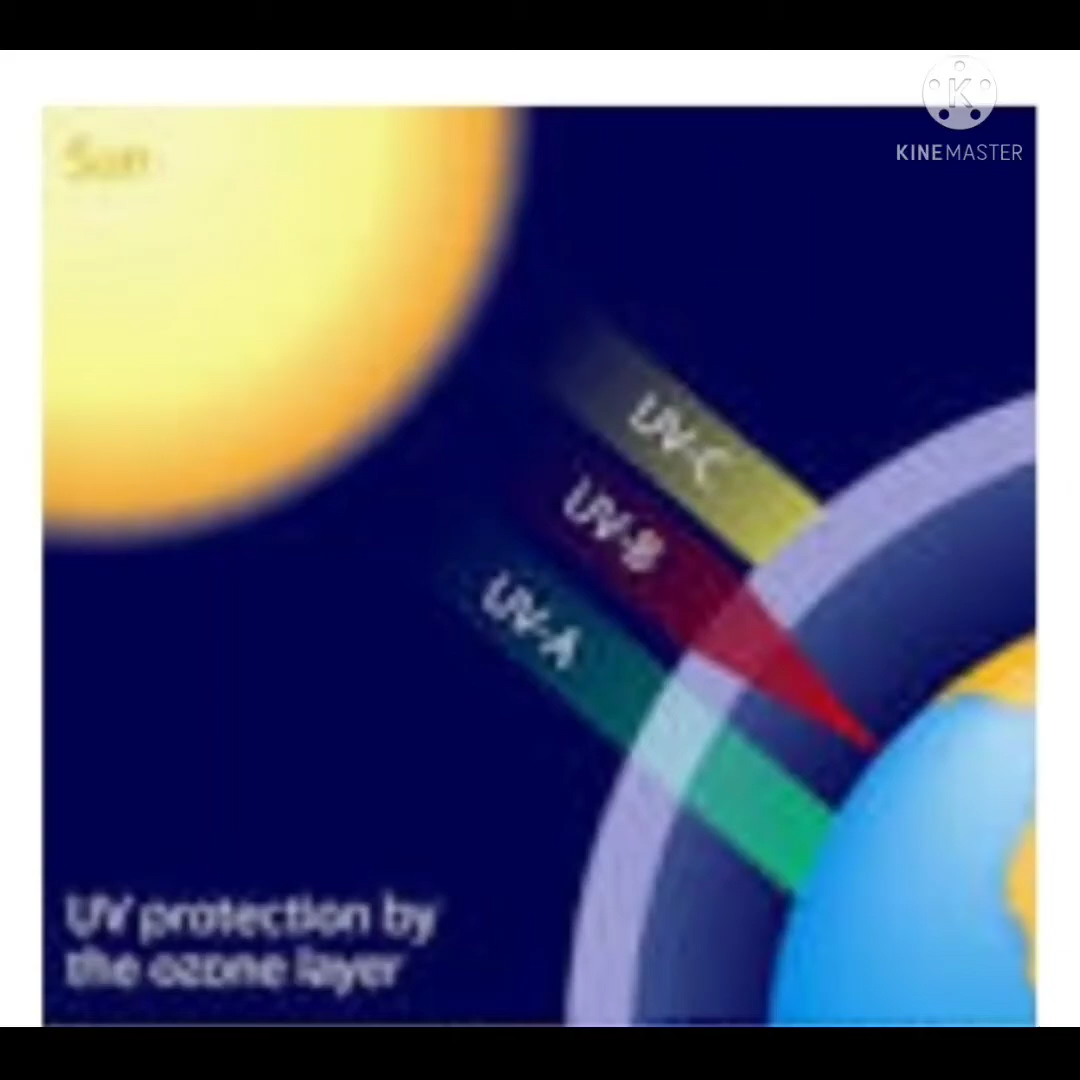 KINEMASTER
Sun
UV-C
UV-B
UV-A
UV protection by
the ozone layer